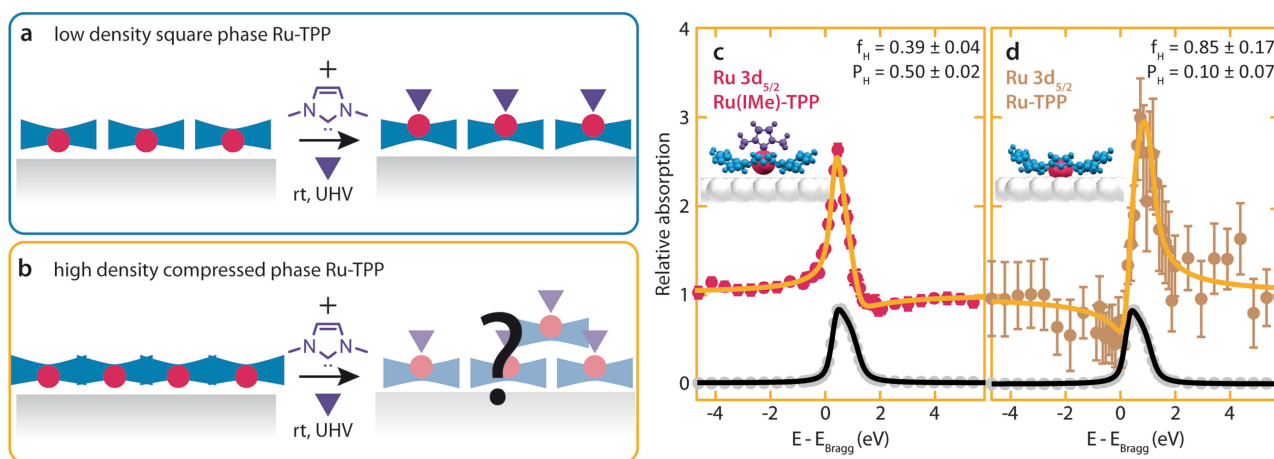 a low density square phase Ru-TPP
+
N
N
rt, UHV
b high density compressed phase Ru-TPP
+
N
N
rt, UHV
?
Relative absorption
4
3
2
1
0
c
f_H = 0.39 ± 0.04
P_H = 0.50 ± 0.02
Ru 3d_5/2
Ru(IMe)-TPP
-4
-2
0
2
4
E - E_Bragg (eV)
d
f_H = 0.85 ± 0.17
P_H = 0.10 ± 0.07
Ru 3d_5/2
Ru-TPP
-4
-2
0
2
4
E - E_Bragg (eV)